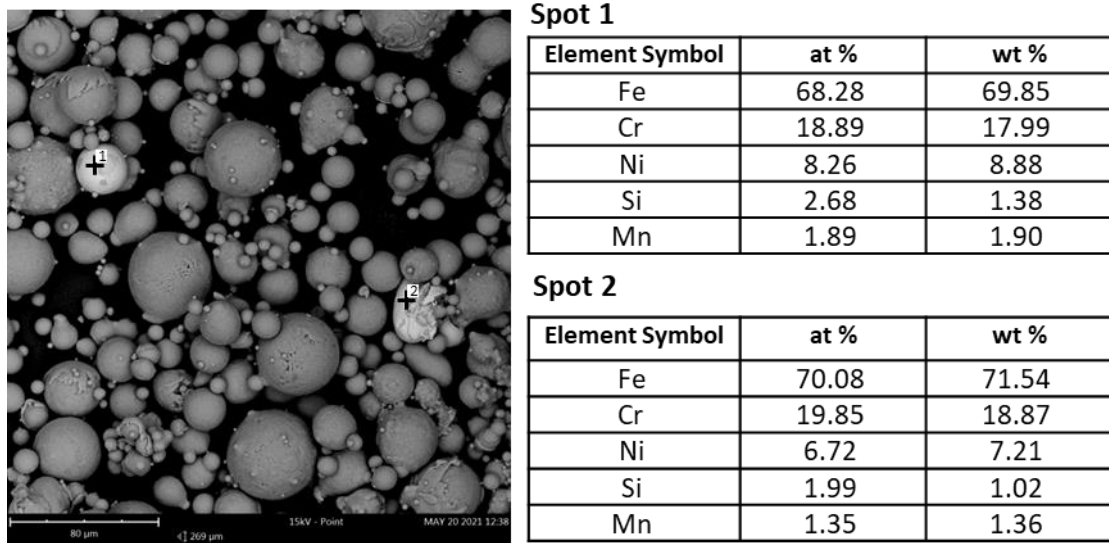 1
2
80 µm
269 µm
15kV - Point
MAY 20 2021 12:38
Spot 1
Element Symbol at % wt %
Fe 68.28 69.85
Cr 18.89 17.99
Ni 8.26 8.88
Si 2.68 1.38
Mn 1.89 1.90
Spot 2
Element Symbol at % wt %
Fe 70.08 71.54
Cr 19.85 18.87
Ni 6.72 7.21
Si 1.99 1.02
Mn 1.35 1.36